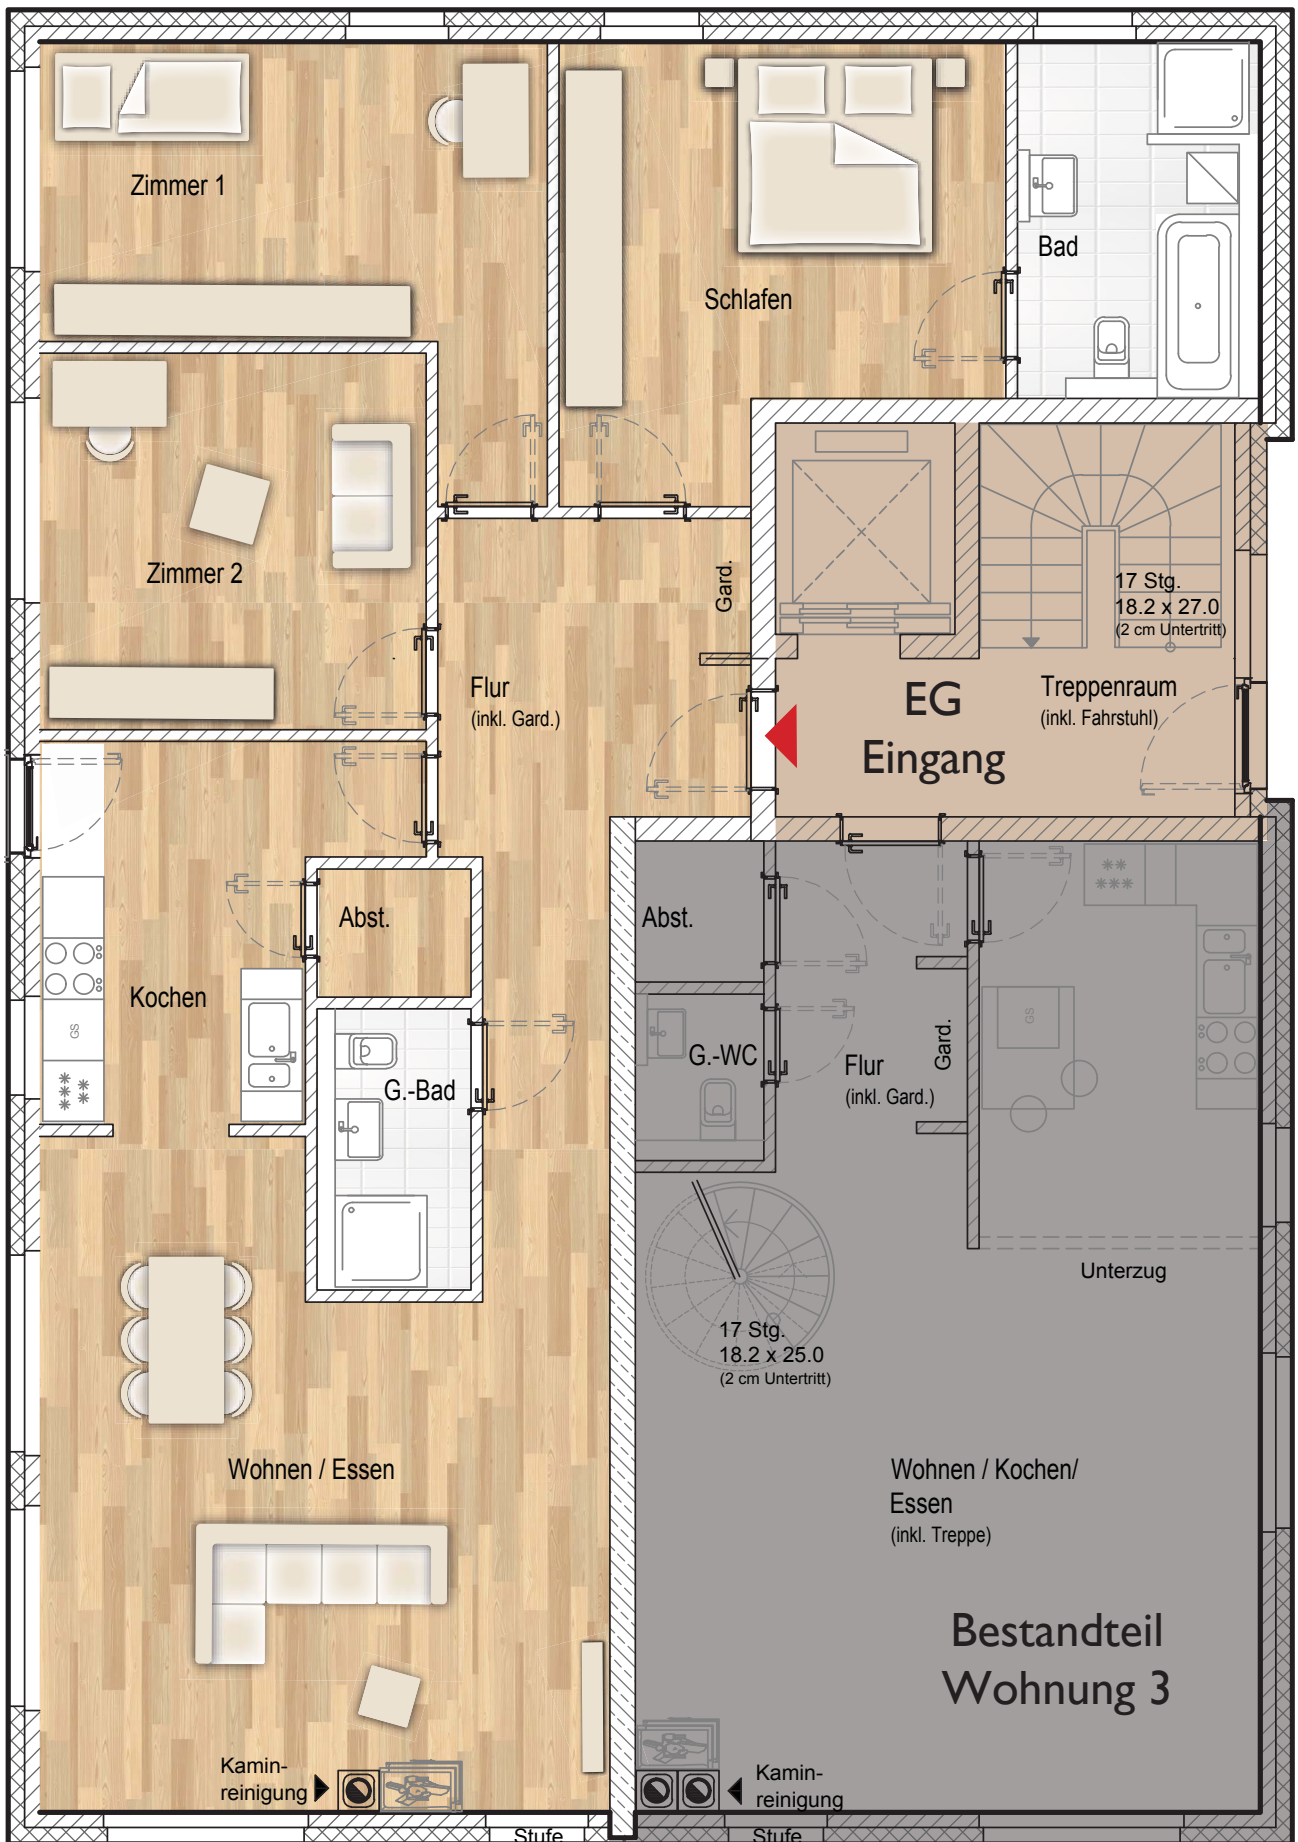 Zimmer 1
Schlafen
Bad
Zimmer 2
Gard.
17 Stg.
18.2 x 27.0
(2 cm Untertritt)
Flur
(inkl. Gard.)
EG
Eingang
Treppenraum
(inkl. Fahrstuhl)
Abst.
Abst.
Kochen
GS
G.-Bad
G.-WC
Flur
(inkl. Gard.)
Gard.
GS
Unterzug
17 Stg.
18.2 x 25.0
(2 cm Untertritt)
Wohnen / Essen
Wohnen / Kochen/
Essen
(inkl. Treppe)
Bestandteil
Wohnung 3
Kamin-
reinigung
Kamin-
reinigung
Stufe
Stufe